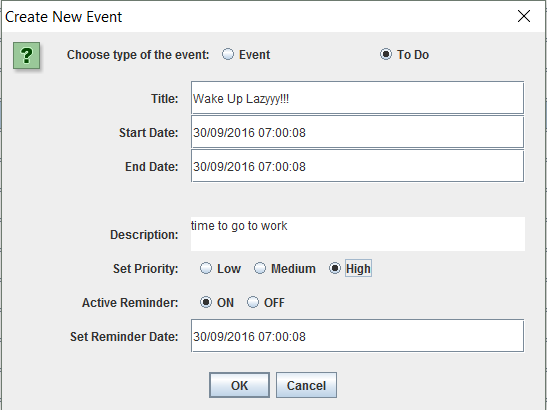 Create New Event
?
Choose type of the event: Event To Do
Title: Wake Up Lazyyy!!!
Start Date: 30/09/2016 07:00:08
End Date: 30/09/2016 07:00:08
Description: time to go to work
Set Priority: Low Medium High
Active Reminder: ON OFF
Set Reminder Date: 30/09/2016 07:00:08
OK Cancel